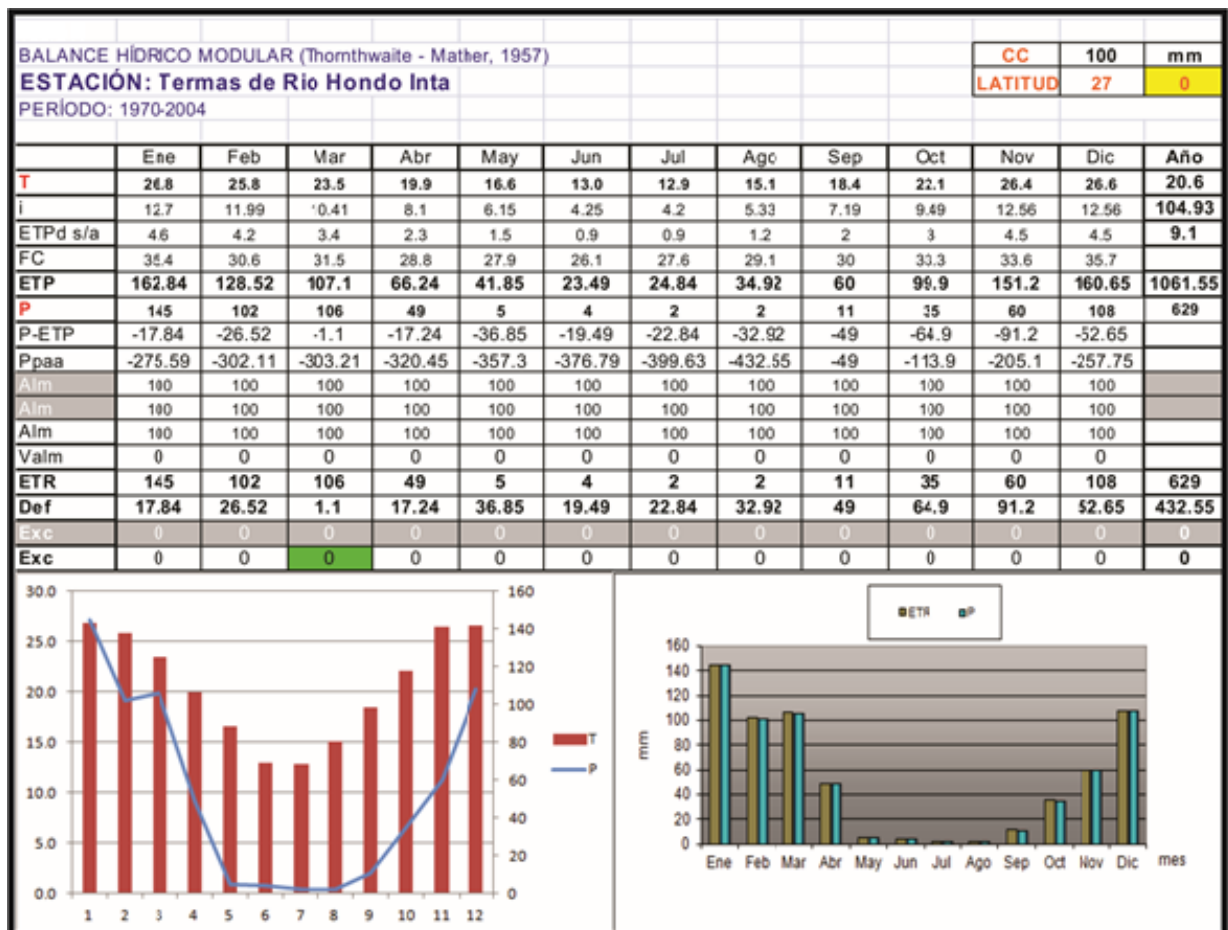 BALANCE HÍDRICO MODULAR (Thornthwaite - Mather, 1957) CC 100 mm
ESTACIÓN: Termas de Rio Hondo Inta LATITUD 27 0
PERÍODO: 1970-2004
Ene Feb Mar Abr May Jun Jul Ago Sep Oct Nov Dic Año
T 26.8 25.8 23.5 19.9 16.6 13.0 12.9 15.1 18.4 22.1 26.4 26.6 20.6
i 12.7 11.99 10.41 8.1 6.15 4.25 4.2 5.33 7.19 9.49 12.56 12.56 104.93
ETPd s/a 4.6 4.2 3.4 2.3 1.5 0.9 0.9 1.2 2 3 4.5 4.5 9.1
FC 35.4 30.6 31.5 28.8 27.9 26.1 27.6 29.1 30 33.3 33.6 35.7
ETP 162.84 128.52 107.1 66.24 41.85 23.49 24.84 34.92 60 99.9 151.2 160.65 1061.55
P 145 102 106 49 5 4 2 2 11 35 60 108 629
P-ETP -17.84 -26.52 -1.1 -17.24 -36.85 -19.49 -22.84 -32.92 -49 -64.9 -91.2 -52.65
Ppaa -275.59 -302.11 -303.21 -320.45 -357.3 -376.79 -399.63 -432.55 -49 -113.9 -205.1 -257.75
Alm 100 100 100 100 100 100 100 100 100 100 100 100
Alm 100 100 100 100 100 100 100 100 100 100 100 100
Alm 100 100 100 100 100 100 100 100 100 100 100 100
Valm 0 0 0 0 0 0 0 0 0 0 0 0
ETR 145 102 106 49 5 4 2 2 11 35 60 108 629
Def 17.84 26.52 1.1 17.24 36.85 19.49 22.84 32.92 49 64.9 91.2 52.65 432.55
Exc 0 0 0 0 0 0 0 0 0 0 0 0 0
Exc 0 0 0 0 0 0 0 0 0 0 0 0 0
30.0 160
25.0 140
20.0 120
15.0 100
10.0 80
5.0 60
0.0 40
20
0
T
P
1 2 3 4 5 6 7 8 9 10 11 12
ETR P
160
140
120
100
80
60
40
20
0
mm
Ene Feb Mar Abr May Jun Jul Ago Sep Oct Nov Dic mes